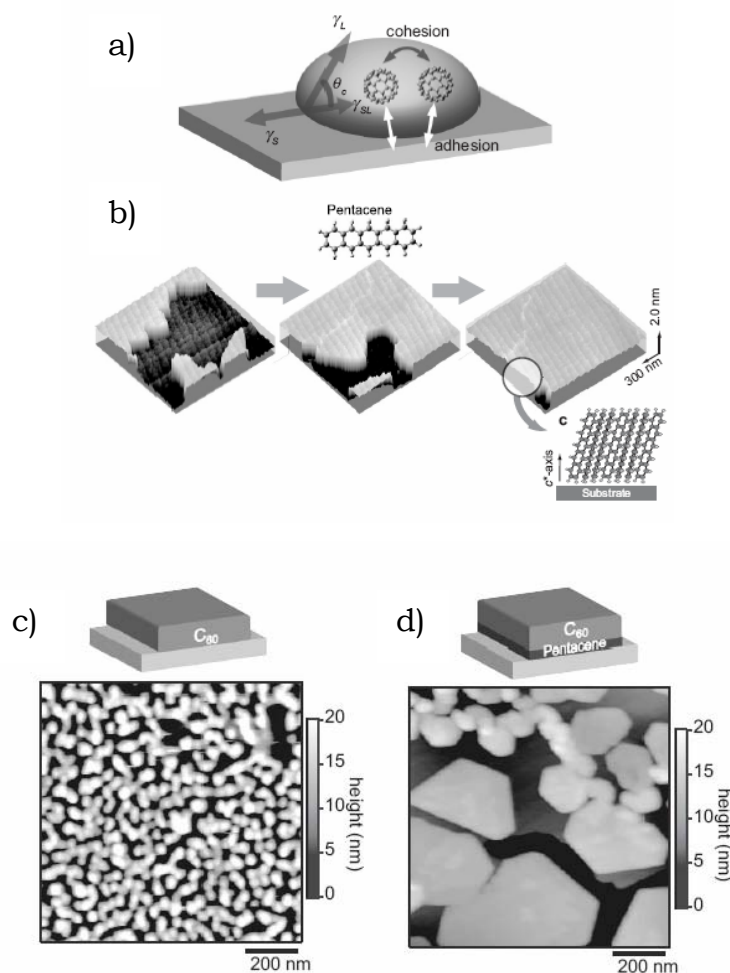 a)
γL
cohesion
θc
γSL
γS
adhesion
b)
Pentacene
2.0 nm
300 nm
c
c*-axis
Substrate
c)
C60
d)
C60
Pentacene
20
15
10
5
0
height (nm)
200 nm
20
15
10
5
0
height (nm)
200 nm